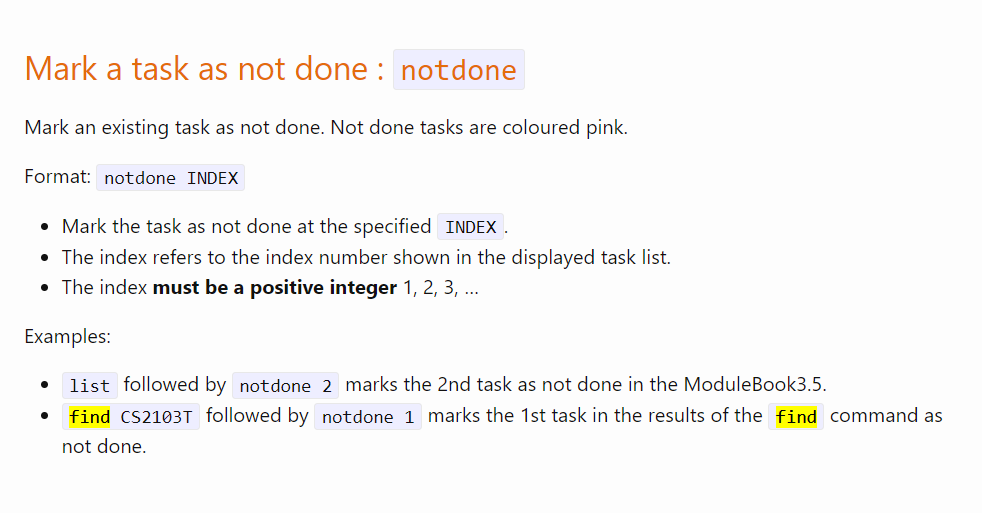 Mark a task as not done : notdone
Mark an existing task as not done. Not done tasks are coloured pink.
Format: notdone INDEX
• Mark the task as not done at the specified INDEX.
• The index refers to the index number shown in the displayed task list.
• The index must be a positive integer 1, 2, 3, …
Examples:
• list followed by notdone 2 marks the 2nd task as not done in the ModuleBook3.5.
• find CS2103T followed by notdone 1 marks the 1st task in the results of the find command as
not done.